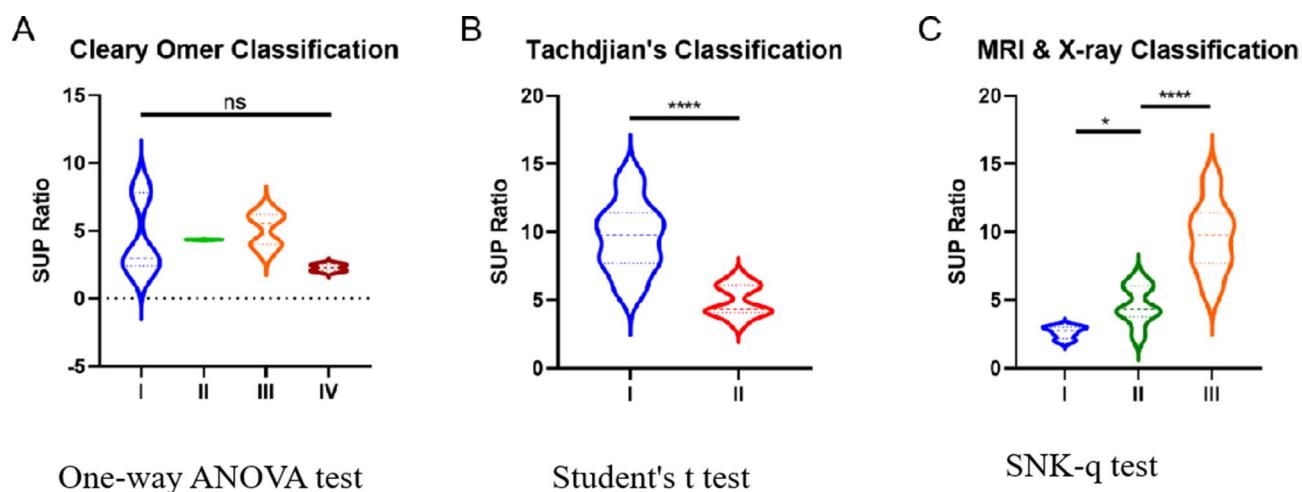 A
Cleary Omer Classification
ns
15
10
5
0
-5
SUP Ratio
I II III IV
One-way ANOVA test
B
Tachdjian's Classification
****
20
15
10
5
0
SUP Ratio
I II
Student's t test
C
MRI & X-ray Classification
****
*
20
15
10
5
0
SUP Ratio
I II III
SNK-q test